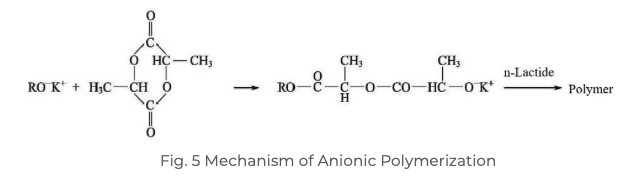 O
C
O HC—CH₃
RO⁻K⁺ + H₃C—CH O
C
O
CH₃ CH₃
O
RO—C—C—O—CO—HC—O⁻K⁺
H
n-Lactide
Polymer
Fig. 5 Mechanism of Anionic Polymerization